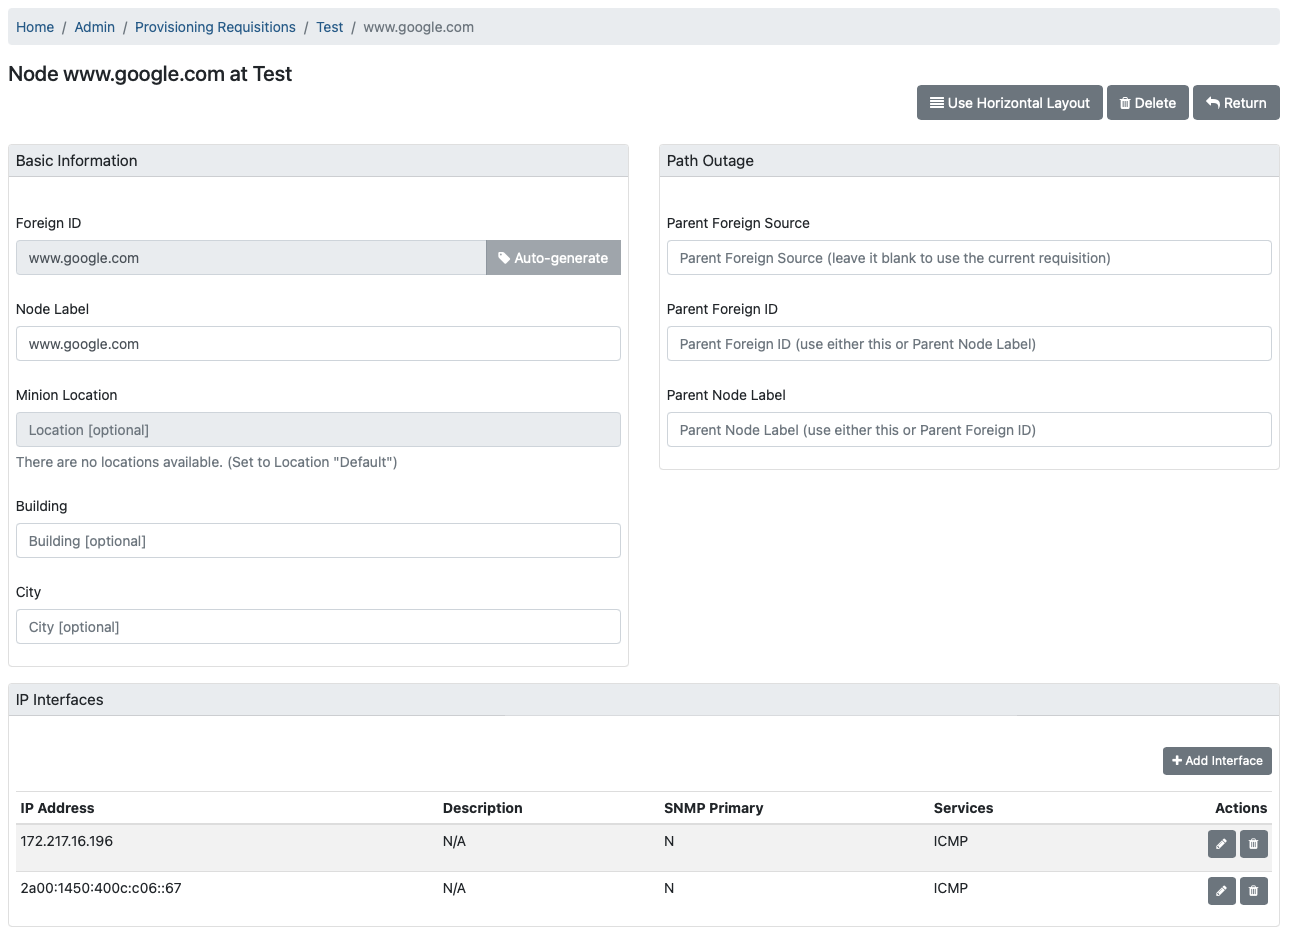 Home / Admin / Provisioning Requisitions / Test / www.google.com
Node www.google.com at Test
Use Horizontal Layout
Delete
Return
Basic Information
Foreign ID
www.google.com
Auto-generate
Node Label
www.google.com
Minion Location
Location [optional]
There are no locations available. (Set to Location "Default")
Building
Building [optional]
City
City [optional]
Path Outage
Parent Foreign Source
Parent Foreign Source (leave it blank to use the current requisition)
Parent Foreign ID
Parent Foreign ID (use either this or Parent Node Label)
Parent Node Label
Parent Node Label (use either this or Parent Foreign ID)
IP Interfaces
Add Interface
IP Address Description SNMP Primary Services Actions
172.217.16.196 N/A N ICMP
2a00:1450:400c:c06::67 N/A N ICMP